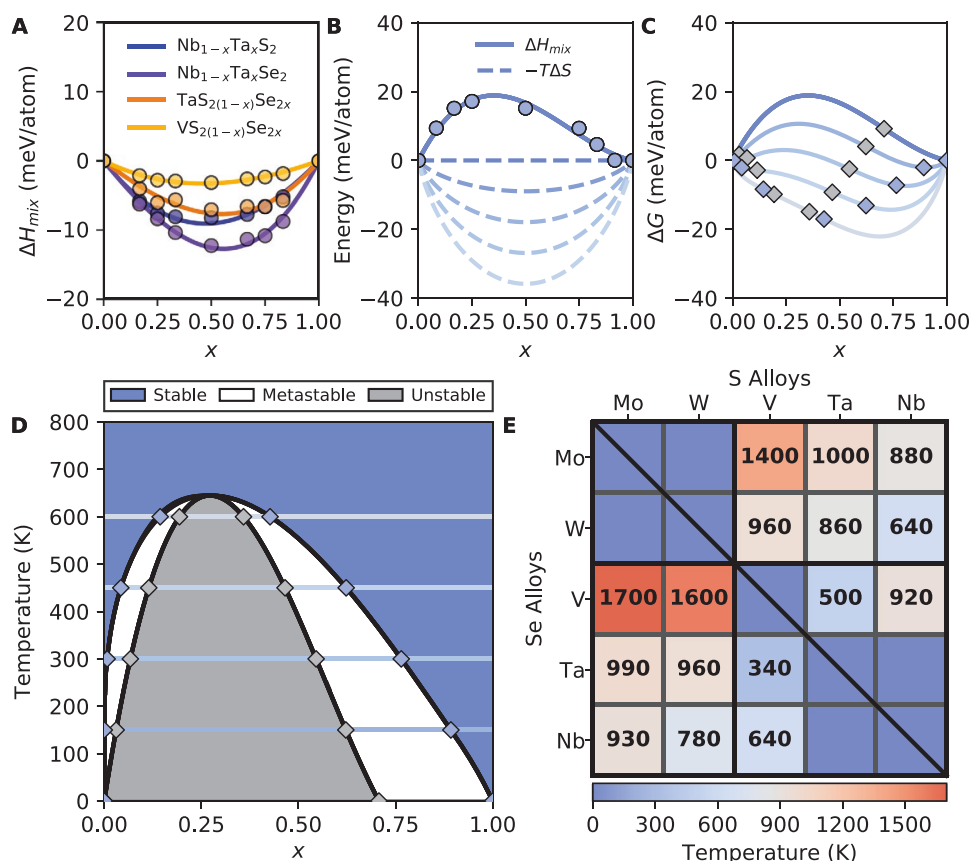 A
20
10
0
−10
−20
ΔH_mix (meV/atom)
Nb₁₋ₓTaₓS₂
Nb₁₋ₓTaₓSe₂
TaS₂₍₁₋ₓ₎Se₂ₓ
VS₂₍₁₋ₓ₎Se₂ₓ
0.00 0.25 0.50 0.75 1.00
x
B
40
20
0
−20
−40
Energy (meV/atom)
ΔH_mix
−TΔS
0.00 0.25 0.50 0.75 1.00
x
C
40
20
0
−20
−40
ΔG (meV/atom)
0.00 0.25 0.50 0.75 1.00
x
Stable Metastable Unstable
D
800
700
600
500
400
300
200
100
0
Temperature (K)
0.00 0.25 0.50 0.75 1.00
x
S Alloys
Mo W V Ta Nb
E
Se Alloys
Mo 1400 1000 880
W 960 860 640
V 1700 1600 500 920
Ta 990 960 340
Nb 930 780 640
0 300 600 900 1200 1500
Temperature (K)